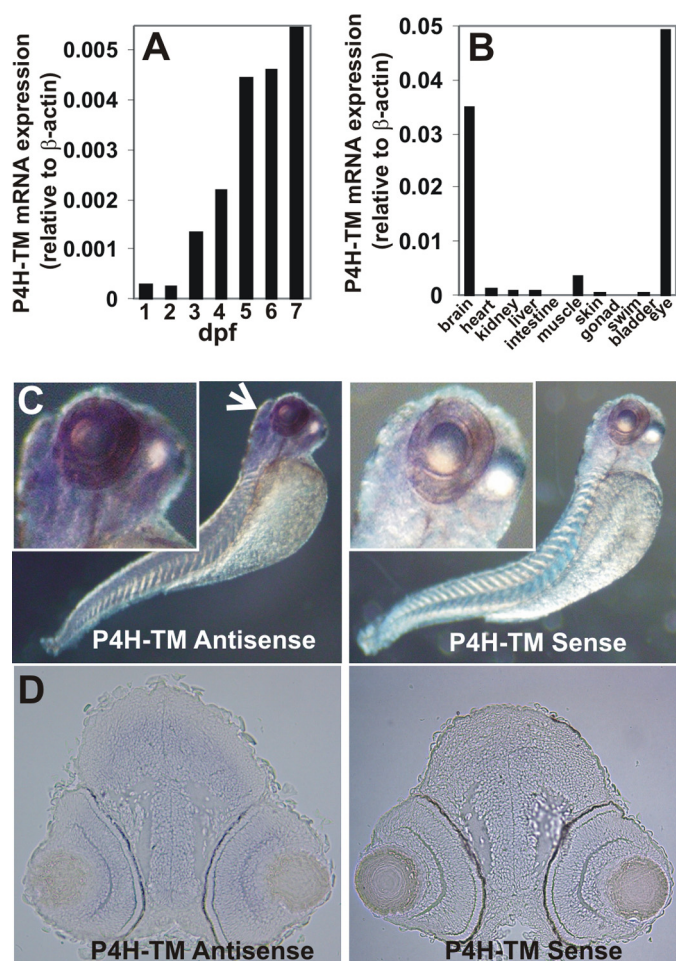 A
P4H-TM mRNA expression
(relative to β-actin)
0.005
0.004
0.003
0.002
0.001
0
1 2 3 4 5 6 7
dpf
B
P4H-TM mRNA expression
(relative to β-actin)
0.05
0.04
0.03
0.02
0.01
0
brain
heart
kidney
liver
intestine
muscle
skin
gonad
swim
bladder
eye
C
P4H-TM Antisense
P4H-TM Sense
D
P4H-TM Antisense
P4H-TM Sense